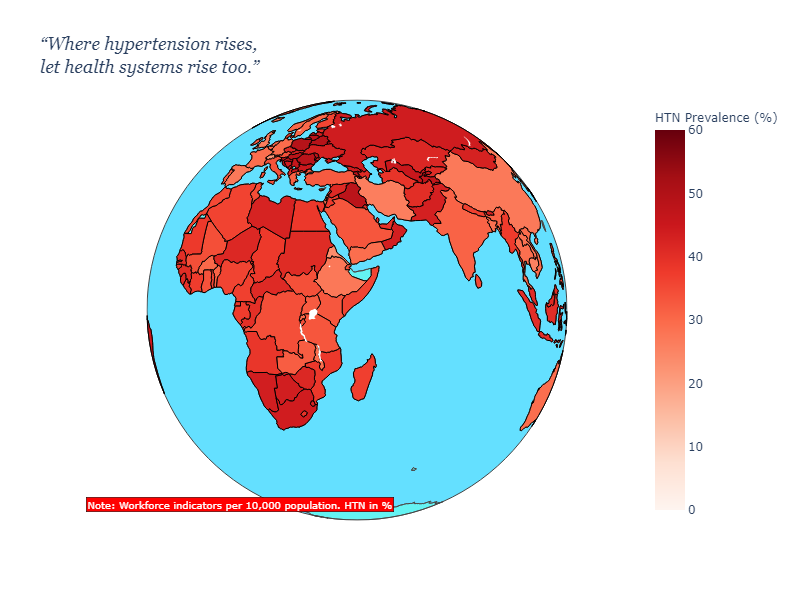 “Where hypertension rises,
let health systems rise too.”
HTN Prevalence (%)
60
50
40
30
20
10
0
Note: Workforce indicators per 10,000 population. HTN in %